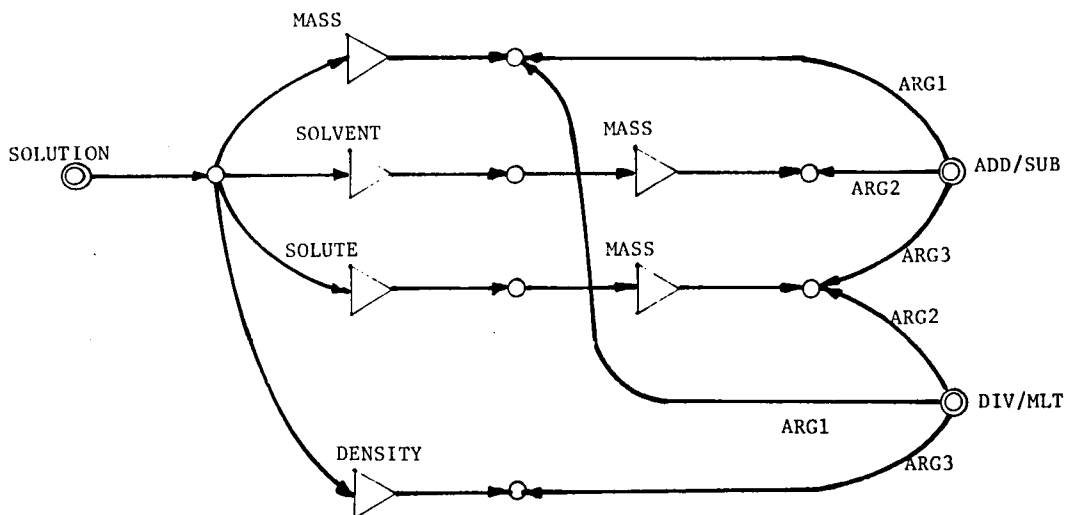 MASS
ARG1
SOLVENT
MASS
SOLUTION
ADD/SUB
ARG2
SOLUTE
MASS
ARG3
ARG2
DIV/MLT
ARG1
DENSITY
ARG3